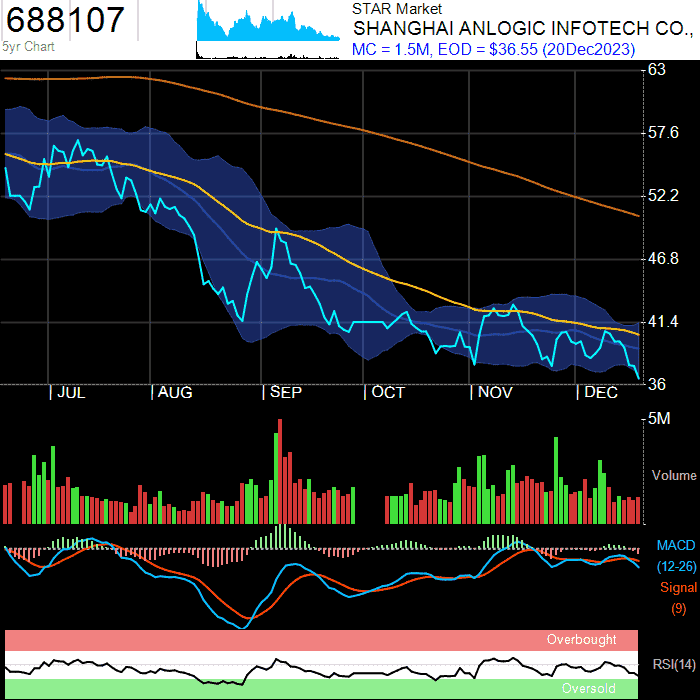 688107
5yr Chart
STAR Market
SHANGHAI ANLOGIC INFOTECH CO.,
MC = 1.5M, EOD = $36.55 (20Dec2023)
63
57.6
52.2
46.8
41.4
36
| JUL | AUG | SEP | OCT | NOV | DEC
5M
Volume
MACD
(12-26)
Signal
(9)
Overbought
RSI(14)
Oversold